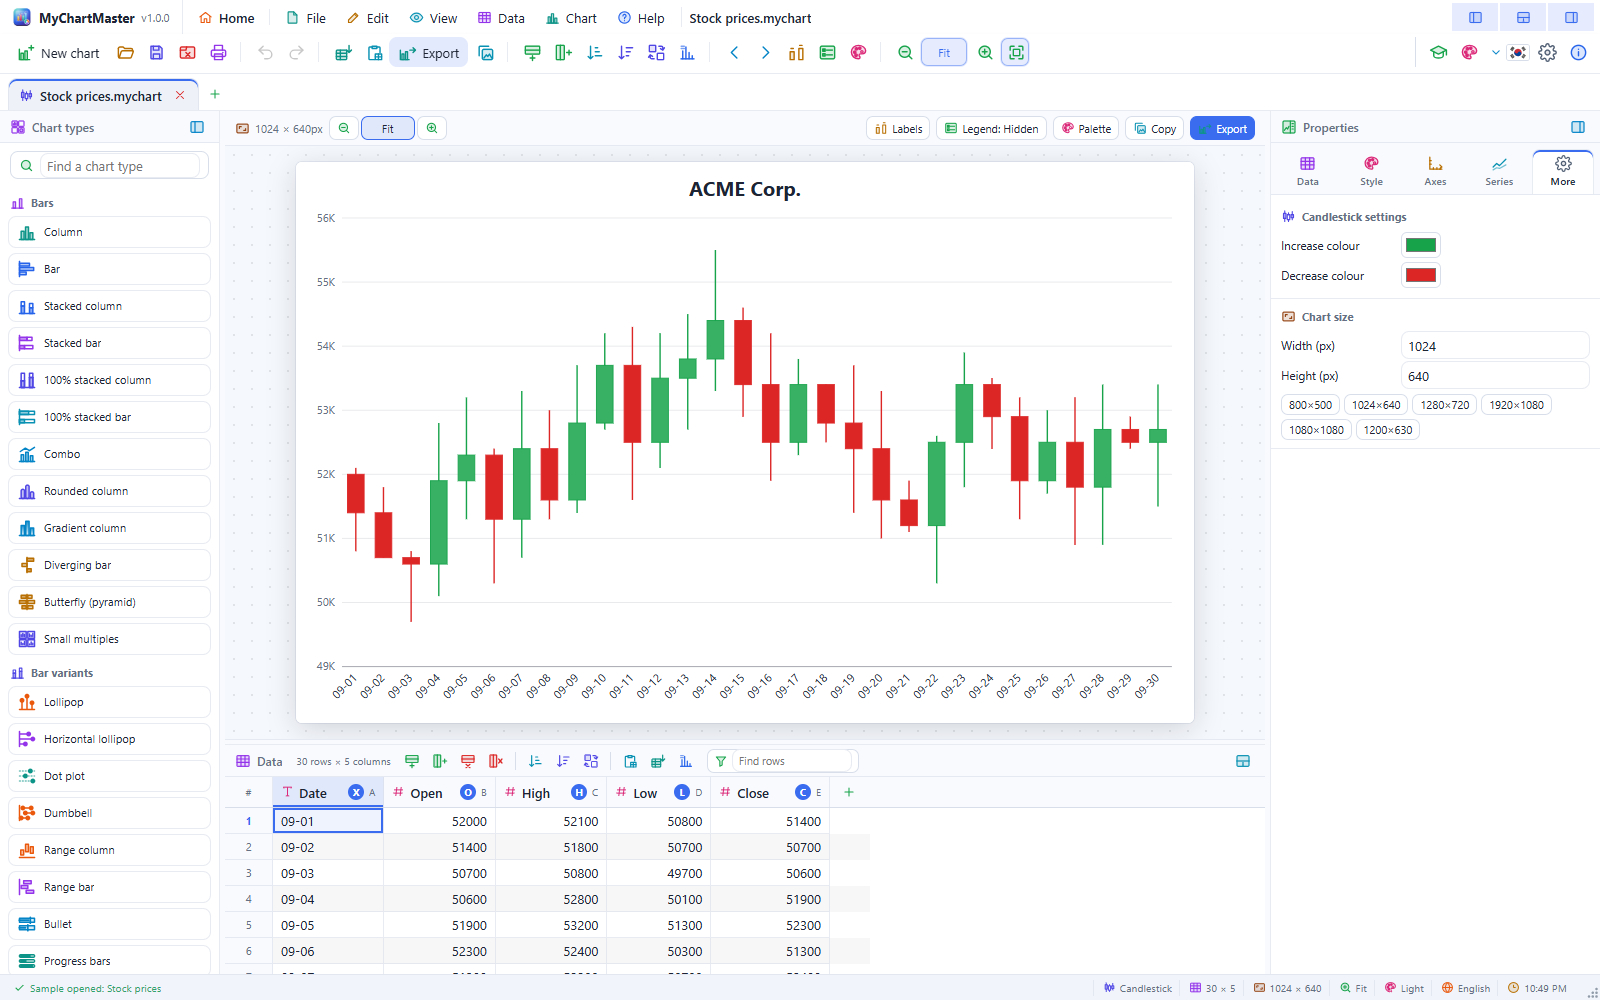 MyChartMaster v1.0.0 Home File Edit View Data Chart Help Stock prices.mychart
New chart Export Fit
Stock prices.mychart
Chart types
Find a chart type
Bars
Column
Bar
Stacked column
Stacked bar
100% stacked column
100% stacked bar
Combo
Rounded column
Gradient column
Diverging bar
Butterfly (pyramid)
Small multiples
Bar variants
Lollipop
Horizontal lollipop
Dot plot
Dumbbell
Range column
Range bar
Bullet
Progress bars
1024 × 640px Fit Labels Legend: Hidden Palette Copy Export
ACME Corp.
56K
55K
54K
53K
52K
51K
50K
49K
09-01 09-02 09-03 09-04 09-05 09-06 09-07 09-08 09-09 09-10 09-11 09-12 09-13 09-14 09-15 09-16 09-17 09-18 09-19 09-20 09-21 09-22 09-23 09-24 09-25 09-26 09-27 09-28 09-29 09-30
Data 30 rows × 5 columns Find rows
# Date X A # Open O B # High H C # Low L D # Close C E
1 09-01 52000 52100 50800 51400
2 09-02 51400 51800 50700 50700
3 09-03 50700 50800 49700 50600
4 09-04 50600 52800 50100 51900
5 09-05 51900 53200 51300 52300
6 09-06 52300 52400 50300 51300
Properties
Data Style Axes Series More
Candlestick settings
Increase colour
Decrease colour
Chart size
Width (px) 1024
Height (px) 640
800×500 1024×640 1280×720 1920×1080
1080×1080 1200×630
Sample opened: Stock prices Candlestick 30 × 5 1024 × 640 Fit Light English 10:49 PM